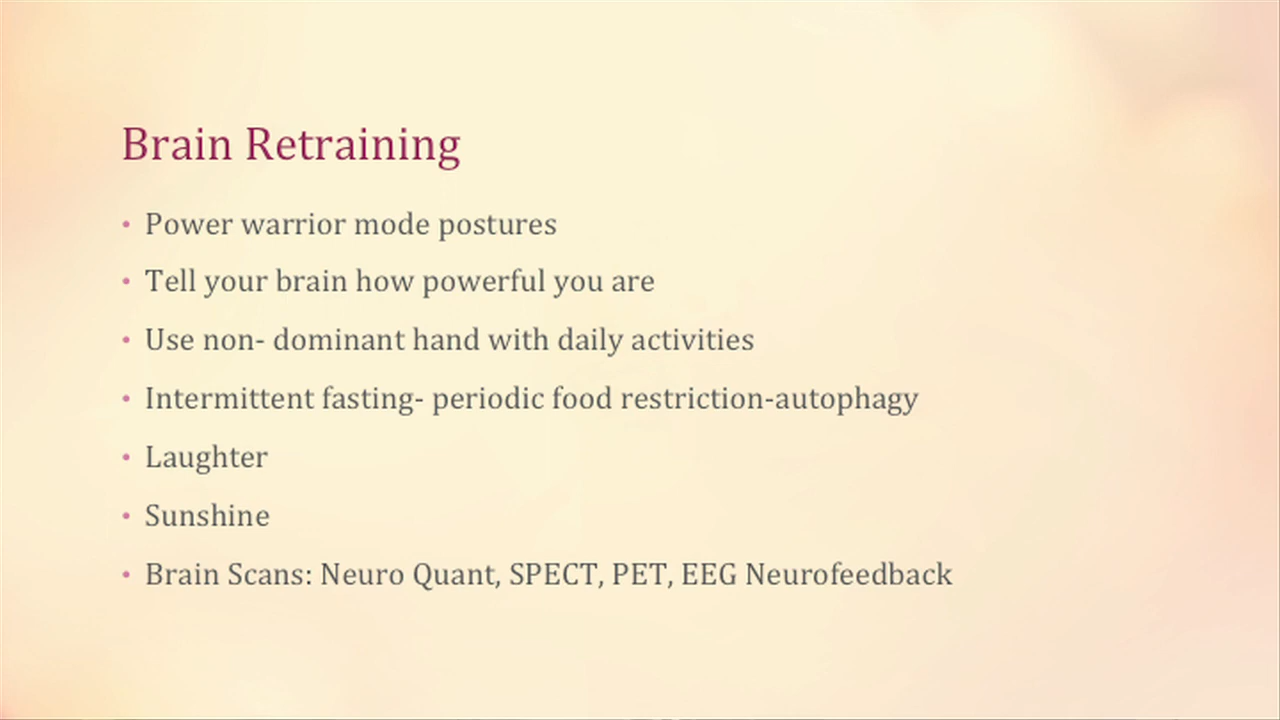 Brain Retraining
• Power warrior mode postures
• Tell your brain how powerful you are
• Use non- dominant hand with daily activities
• Intermittent fasting- periodic food restriction-autophagy
• Laughter
• Sunshine
• Brain Scans: Neuro Quant, SPECT, PET, EEG Neurofeedback